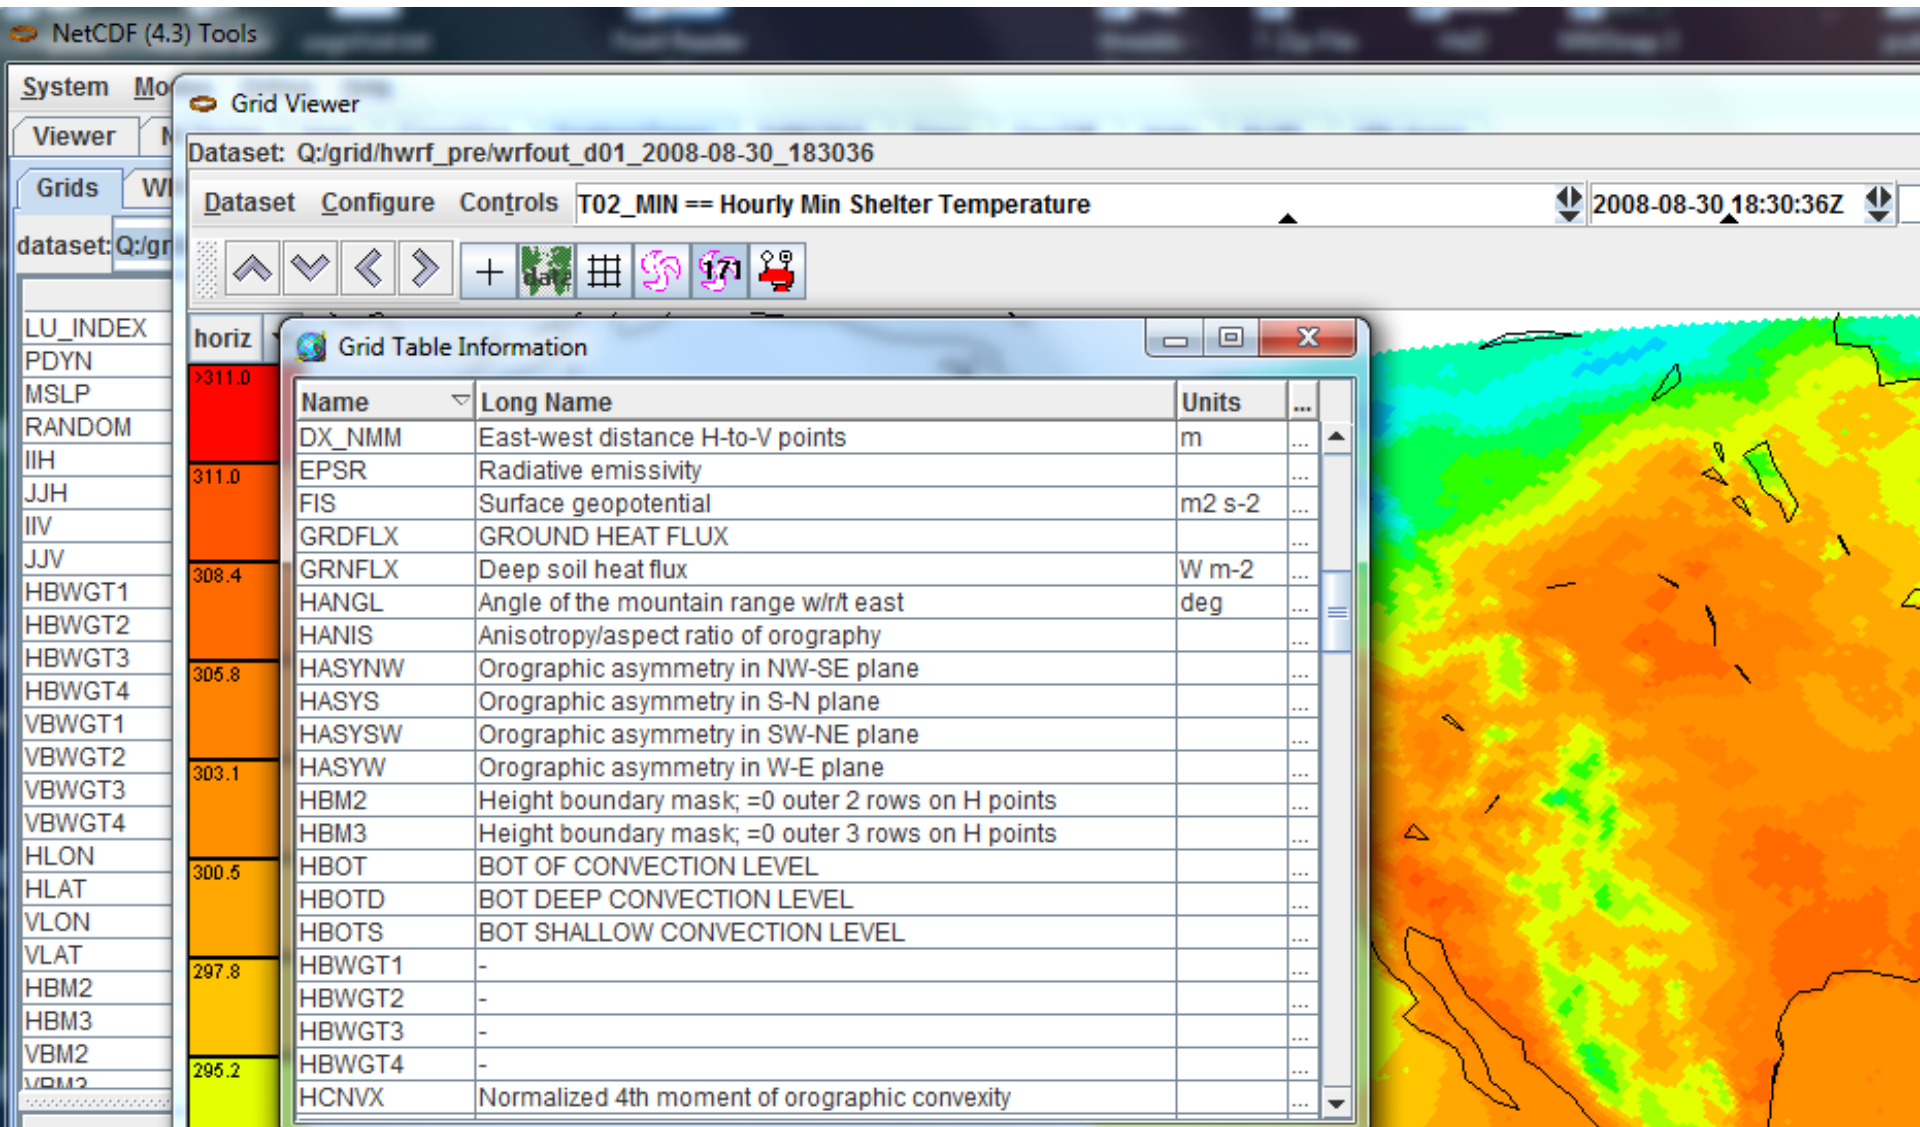 NetCDF (4.3) Tools
System
Grid Viewer
Viewer
Dataset: Q:/grid/hwrf_pre/wrfout_d01_2008-08-30_183036
Grids
Dataset Configure Controls T02_MIN == Hourly Min Shelter Temperature 2008-08-30 18:30:36Z
dataset: Q:/gr
data 171
horiz
Grid Table Information
LU_INDEX
PDYN
MSLP
RANDOM
IIH
JJH
IIV
JJV
HBWGT1
HBWGT2
HBWGT3
HBWGT4
VBWGT1
VBWGT2
VBWGT3
VBWGT4
HLON
HLAT
VLON
VLAT
HBM2
HBM3
VBM2
VBM3
>311.0
311.0
308.4
305.8
303.1
300.5
297.8
295.2
Name Long Name Units ...
DX_NMM East-west distance H-to-V points m ...
EPSR Radiative emissivity ...
FIS Surface geopotential m2 s-2 ...
GRDFLX GROUND HEAT FLUX ...
GRNFLX Deep soil heat flux W m-2 ...
HANGL Angle of the mountain range w/r/t east deg ...
HANIS Anisotropy/aspect ratio of orography ...
HASYNW Orographic asymmetry in NW-SE plane ...
HASYS Orographic asymmetry in S-N plane ...
HASYSW Orographic asymmetry in SW-NE plane ...
HASYW Orographic asymmetry in W-E plane ...
HBM2 Height boundary mask; =0 outer 2 rows on H points ...
HBM3 Height boundary mask; =0 outer 3 rows on H points ...
HBOT BOT OF CONVECTION LEVEL ...
HBOTD BOT DEEP CONVECTION LEVEL ...
HBOTS BOT SHALLOW CONVECTION LEVEL ...
HBWGT1 - ...
HBWGT2 - ...
HBWGT3 - ...
HBWGT4 - ...
HCNVX Normalized 4th moment of orographic convexity ...